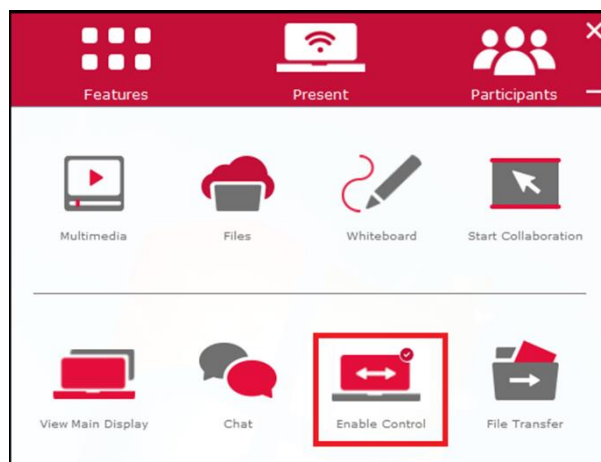 Features
Present
Participants
Multimedia
Files
Whiteboard
Start Collaboration
View Main Display
Chat
Enable Control
File Transfer